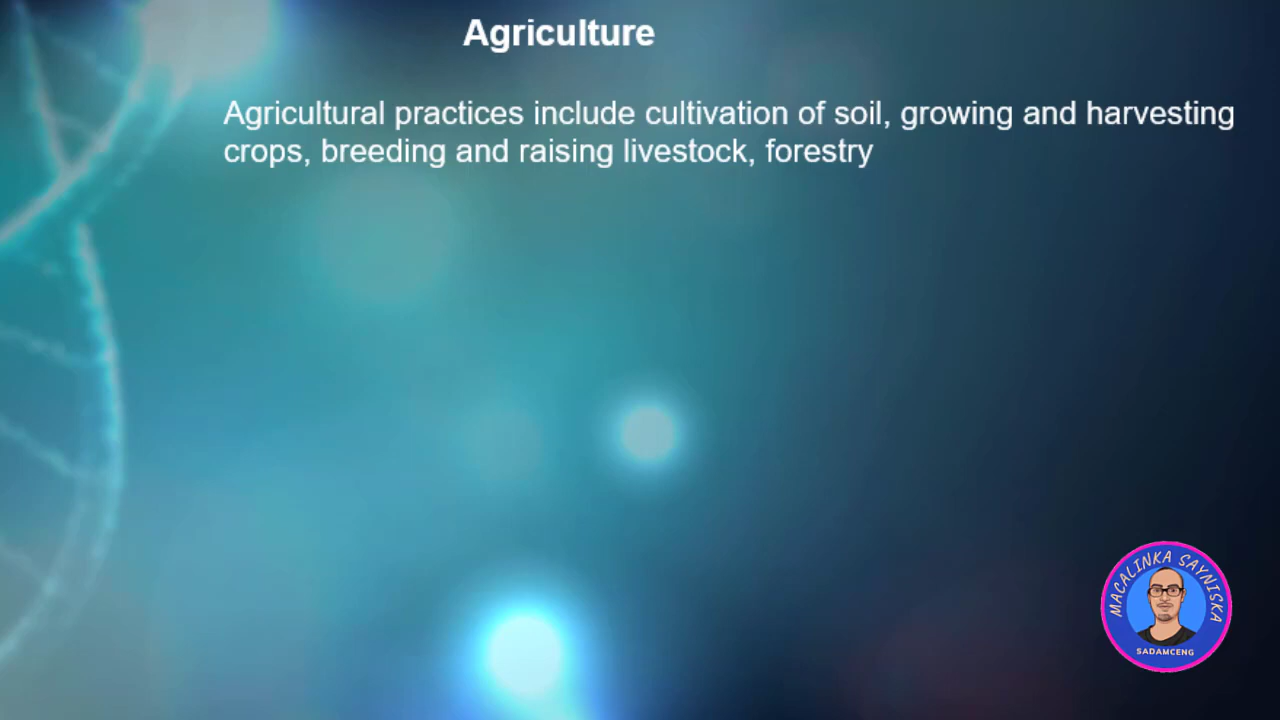 Agriculture
Agricultural practices include cultivation of soil, growing and harvesting
crops, breeding and raising livestock, forestry
MACALINKA SAYNISKA
SADAMCENG